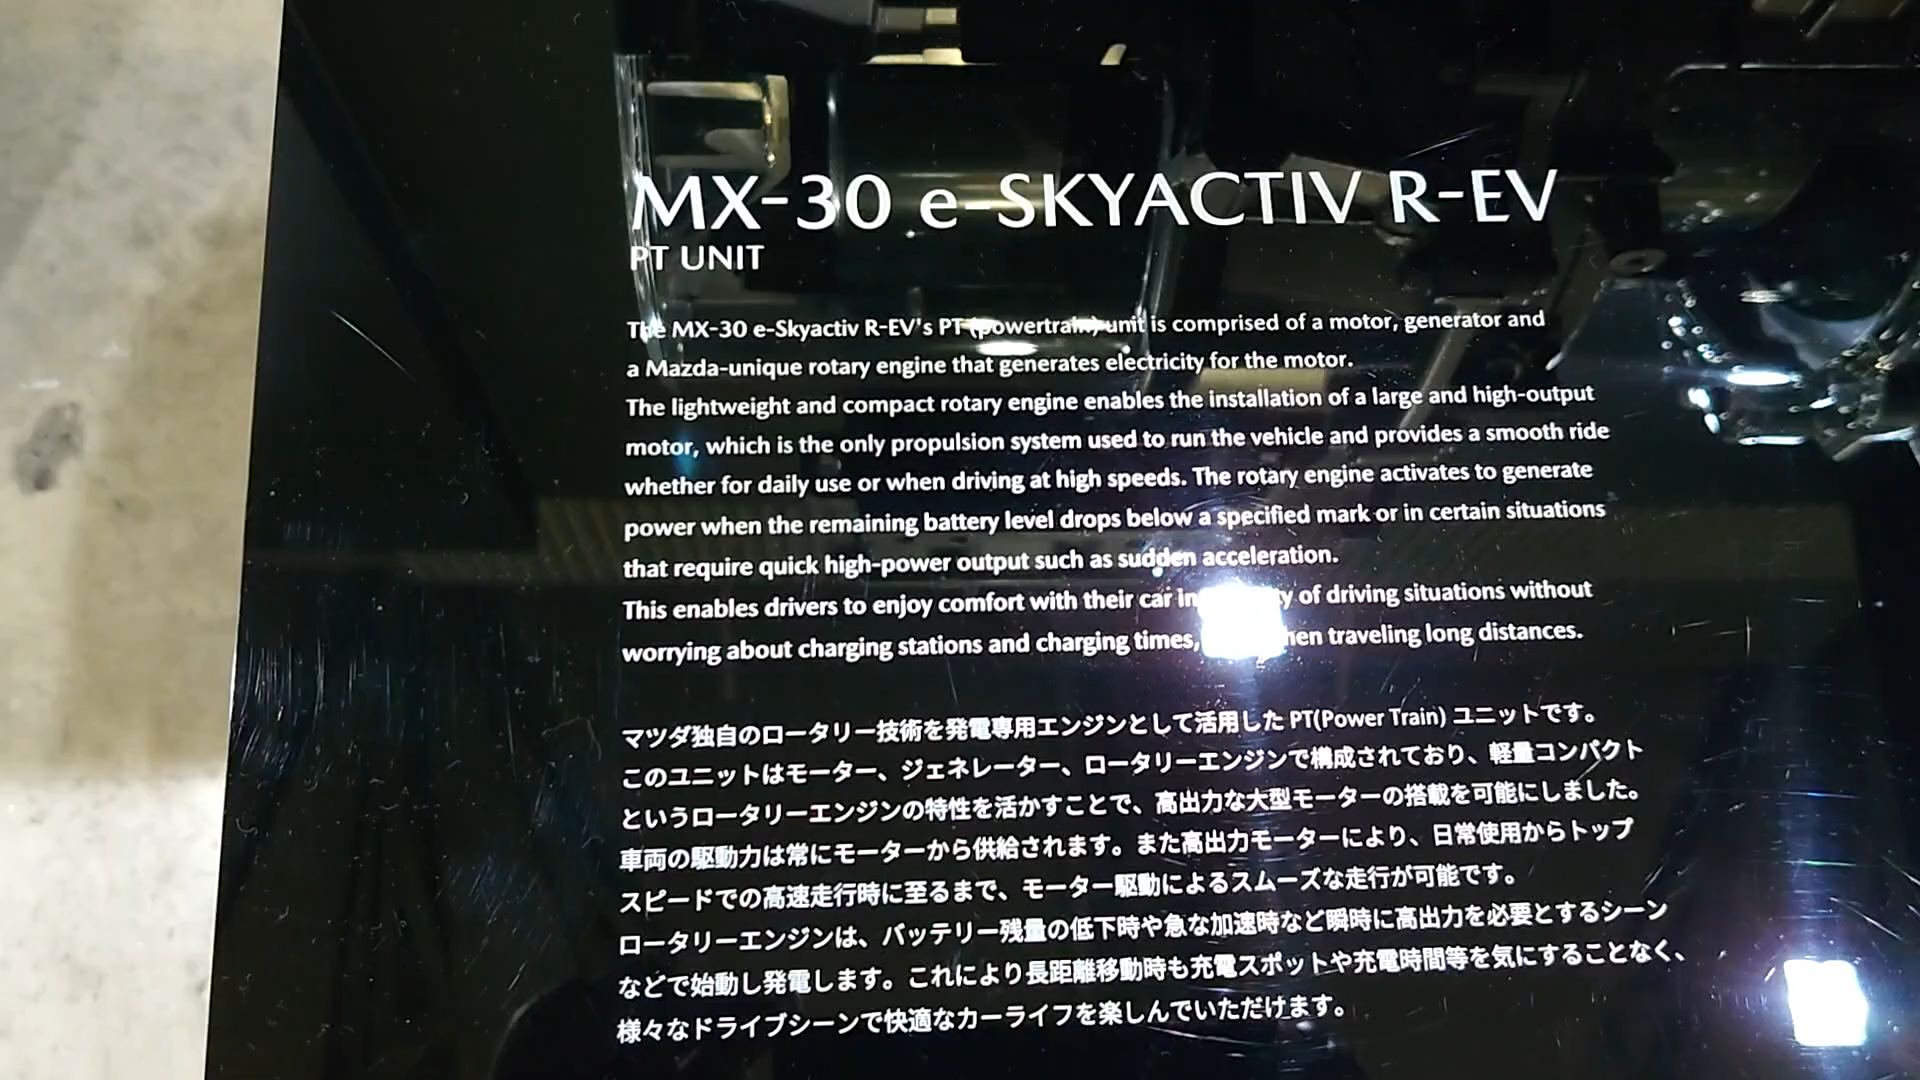 MX-30 e-SKYACTIV R-EV
PT UNIT
The MX-30 e-Skyactiv R-EV's PT (powertrain) unit is comprised of a motor, generator and
a Mazda-unique rotary engine that generates electricity for the motor.
The lightweight and compact rotary engine enables the installation of a large and high-output
motor, which is the only propulsion system used to run the vehicle and provides a smooth ride
whether for daily use or when driving at high speeds. The rotary engine activates to generate
power when the remaining battery level drops below a specified mark or in certain situations
that require quick high-power output such as sudden acceleration.
This enables drivers to enjoy comfort with their car in of driving situations without
worrying about charging stations and charging times, traveling long distances.
マツダ独自のロータリー技術を発電専用エンジンとして活用した PT(Power Train) ユニットです。
このユニットはモーター、ジェネレーター、ロータリーエンジンで構成されており、軽量コンパクト
というロータリーエンジンの特性を活かすことで、高出力な大型モーターの搭載を可能にしました。
車両の駆動力は常にモーターから供給されます。また高出力モーターにより、日常使用からトップ
スピードでの高速走行時に至るまで、モーター駆動によるスムーズな走行が可能です。
ロータリーエンジンは、バッテリー残量の低下時や急な加速時など瞬時に高出力を必要とするシーン
などで始動し発電します。これにより長距離移動時も充電スポットや充電時間等を気にすることなく、
様々なドライブシーンで快適なカーライフを楽しんでいただけます。